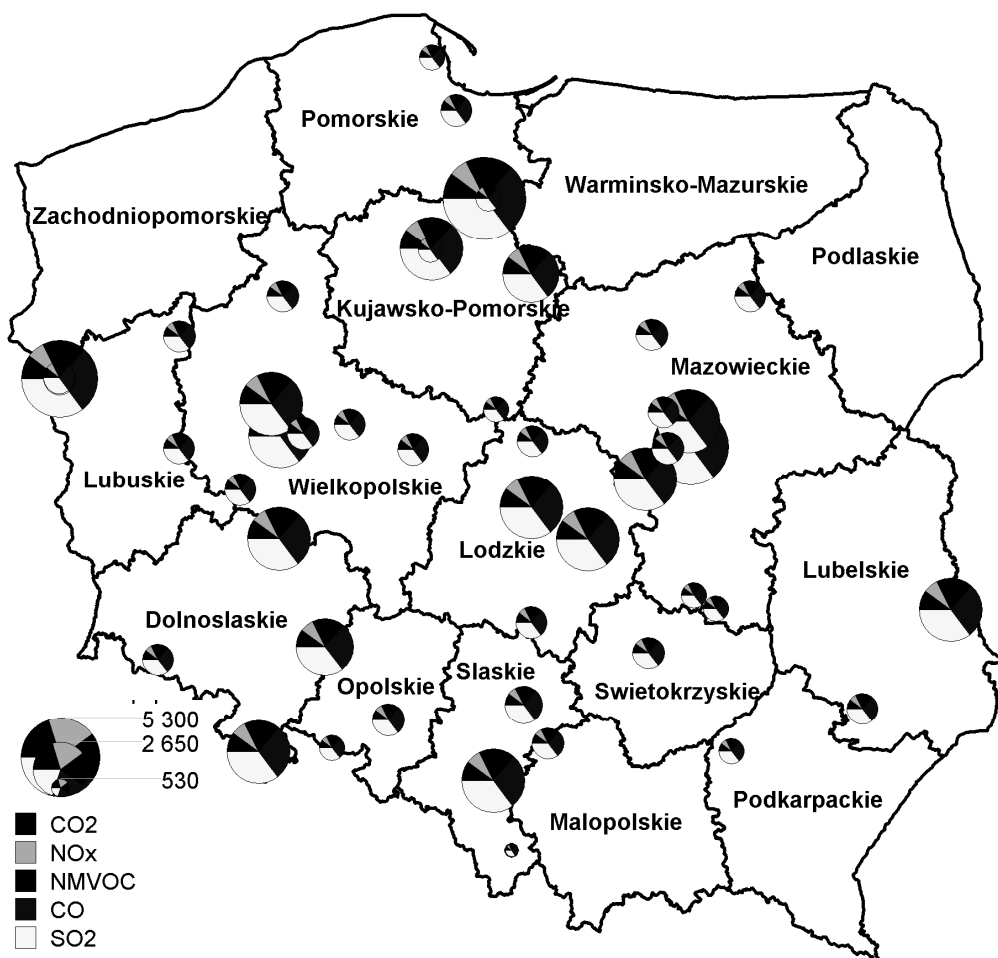 Pomorskie
Warminsko-Mazurskie
Zachodniopomorskie
Podlaskie
Kujawsko-Pomorskie
Mazowieckie
Lubuskie
Wielkopolskie
Lodzkie
Lubelskie
Dolnoslaskie
Slaskie
Opolskie
Swietokrzyskie
5 300
2 650
530
Podkarpackie
Malopolskie
CO2
NOx
NMVOC
CO
SO2